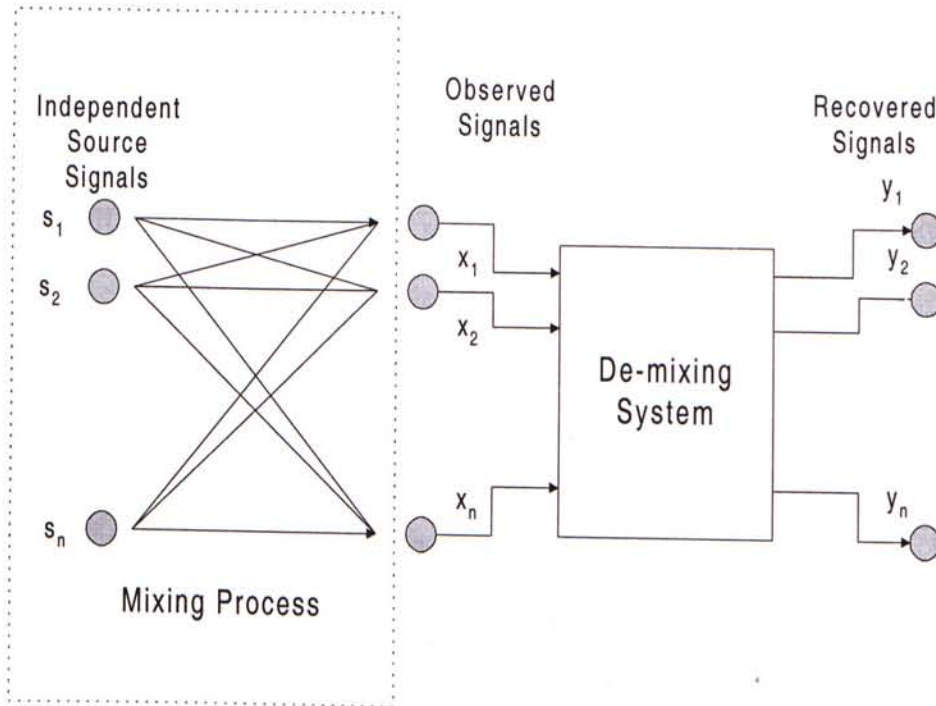 Independent
Source
Signals
s₁
s₂
sₙ
Mixing Process
Observed
Signals
x₁
x₂
xₙ
De-mixing
System
Recovered
Signals
y₁
y₂
yₙ